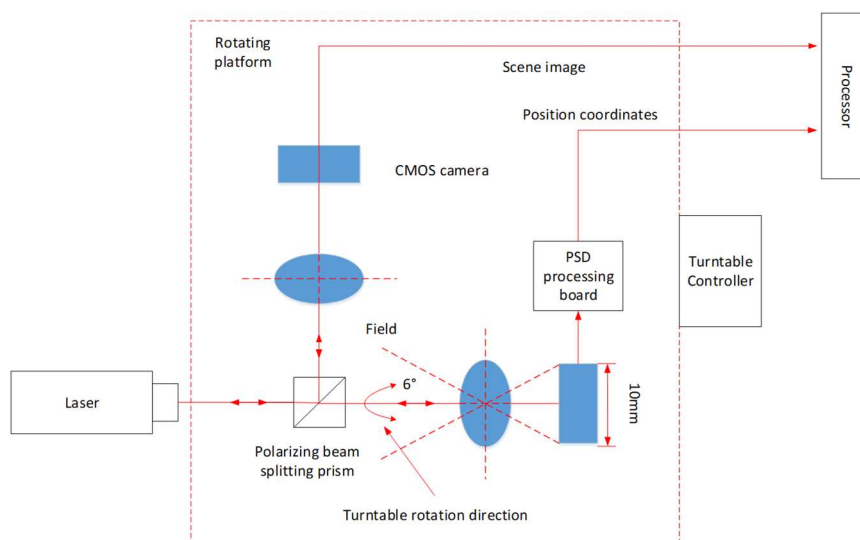 Rotating
platform
Scene image
Processor
Position coordinates
CMOS camera
PSD
processing
board
Turntable
Controller
Field
6°
10mm
Laser
Polarizing beam
splitting prism
Turntable rotation direction